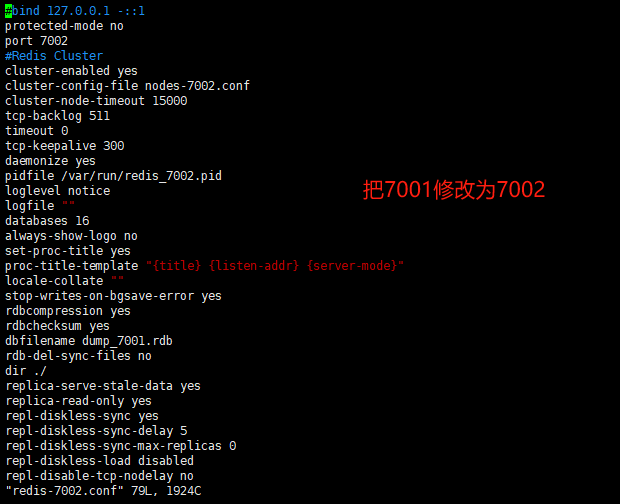 #bind 127.0.0.1 -::1
protected-mode no
port 7002
#Redis Cluster
cluster-enabled yes
cluster-config-file nodes-7002.conf
cluster-node-timeout 15000
tcp-backlog 511
timeout 0
tcp-keepalive 300
daemonize yes
pidfile /var/run/redis_7002.pid
把7001修改为7002
loglevel notice
logfile ""
databases 16
always-show-logo no
set-proc-title yes
proc-title-template "{title} {listen-addr} {server-mode}"
locale-collate ""
stop-writes-on-bgsave-error yes
rdbcompression yes
rdbchecksum yes
dbfilename dump_7001.rdb
rdb-del-sync-files no
dir ./
replica-serve-stale-data yes
replica-read-only yes
repl-diskless-sync yes
repl-diskless-sync-delay 5
repl-diskless-sync-max-replicas 0
repl-diskless-load disabled
repl-disable-tcp-nodelay no
"redis-7002.conf" 79L, 1924C